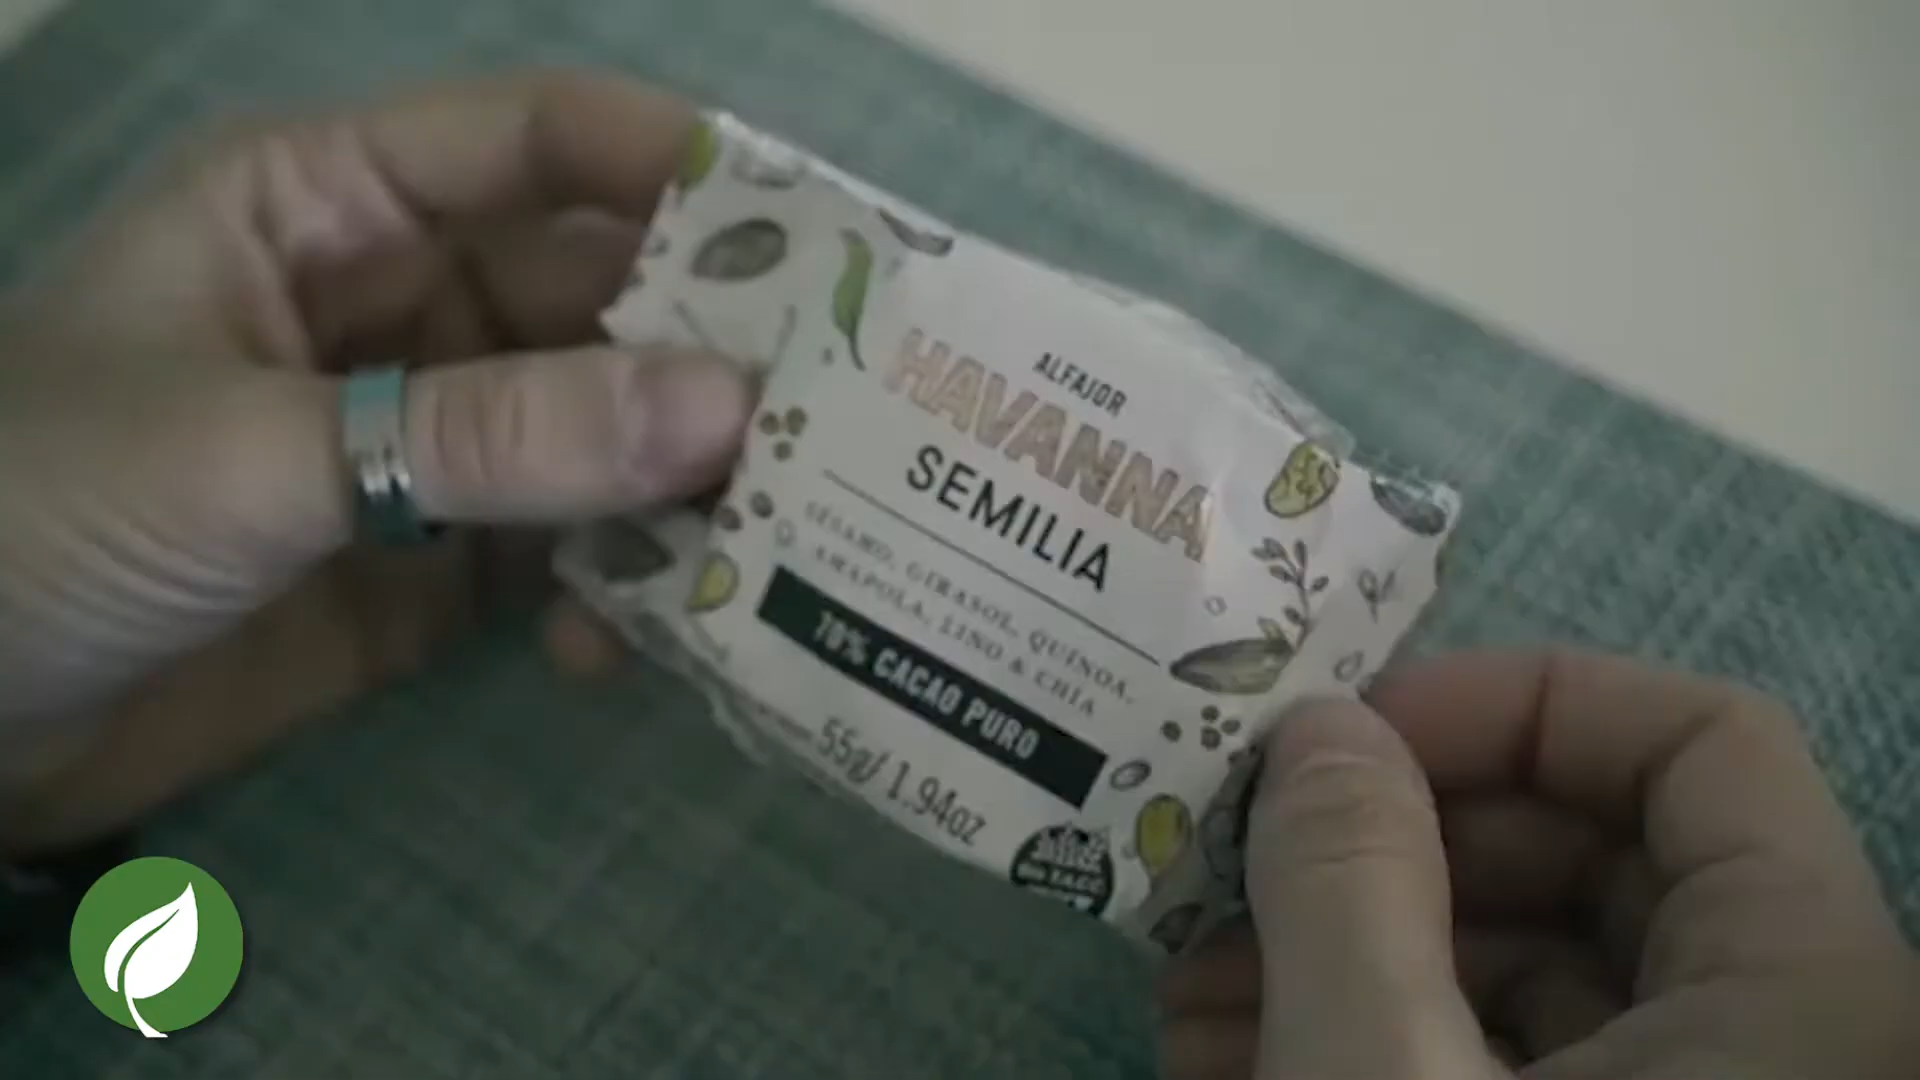 ALFAJOR
HAVANNA
SEMILIA
SÉSAMO, GIRASOL, QUINOA,
AMAPOLA, LINO & CHÍA
70% CACAO PURO
55g/ 1.94oz